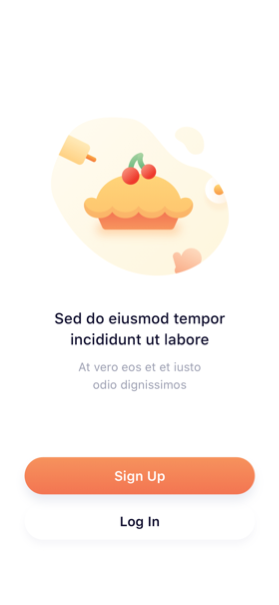 Sed do eiusmod tempor
incididunt ut labore
At vero eos et et iusto
odio dignissimos
Sign Up
Log In